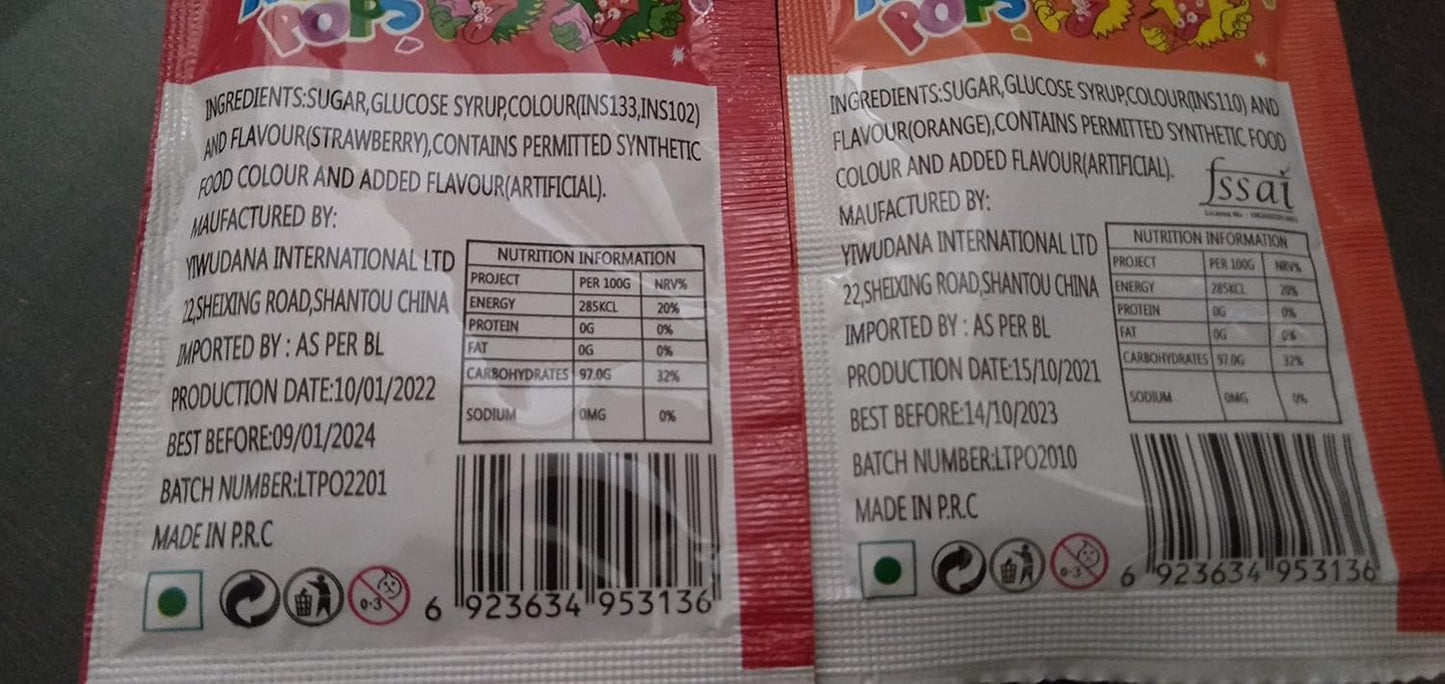 POPS
INGREDIENTS:SUGAR,GLUCOSE SYRUP,COLOUR(INS133,INS102)
AND FLAVOUR(STRAWBERRY),CONTAINS PERMITTED SYNTHETIC
FOOD COLOUR AND ADDED FLAVOUR(ARTIFICIAL).
MAUFACTURED BY:
YIWUDANA INTERNATIONAL LTD
22,SHEIXING ROAD,SHANTOU CHINA
IMPORTED BY : AS PER BL
PRODUCTION DATE:10/01/2022
BEST BEFORE:09/01/2024
BATCH NUMBER:LTPO2201
MADE IN P.R.C
NUTRITION INFORMATION
PROJECT PER 100G NRV%
ENERGY 285KCL 20%
PROTEIN 0G 0%
FAT 0G 0%
CARBOHYDRATES 97.0G 32%
SODIUM 0MG 0%
0-3
6 923634 953136
POPS
INGREDIENTS:SUGAR,GLUCOSE SYRUP,COLOUR(INS110) AND
FLAVOUR(ORANGE),CONTAINS PERMITTED SYNTHETIC FOOD
COLOUR AND ADDED FLAVOUR(ARTIFICIAL).
fssai
MAUFACTURED BY:
YIWUDANA INTERNATIONAL LTD
22,SHEIXING ROAD,SHANTOU CHINA
IMPORTED BY : AS PER BL
PRODUCTION DATE:15/10/2021
BEST BEFORE:14/10/2023
BATCH NUMBER:LTPO2010
MADE IN P.R.C
NUTRITION INFORMATION
PROJECT PER 100G NRV%
ENERGY 285KCL 20%
PROTEIN 0G 0%
FAT 0G 0%
CARBOHYDRATES 97.0G 32%
SODIUM 0MG 0%
0-3
6 923634 953136